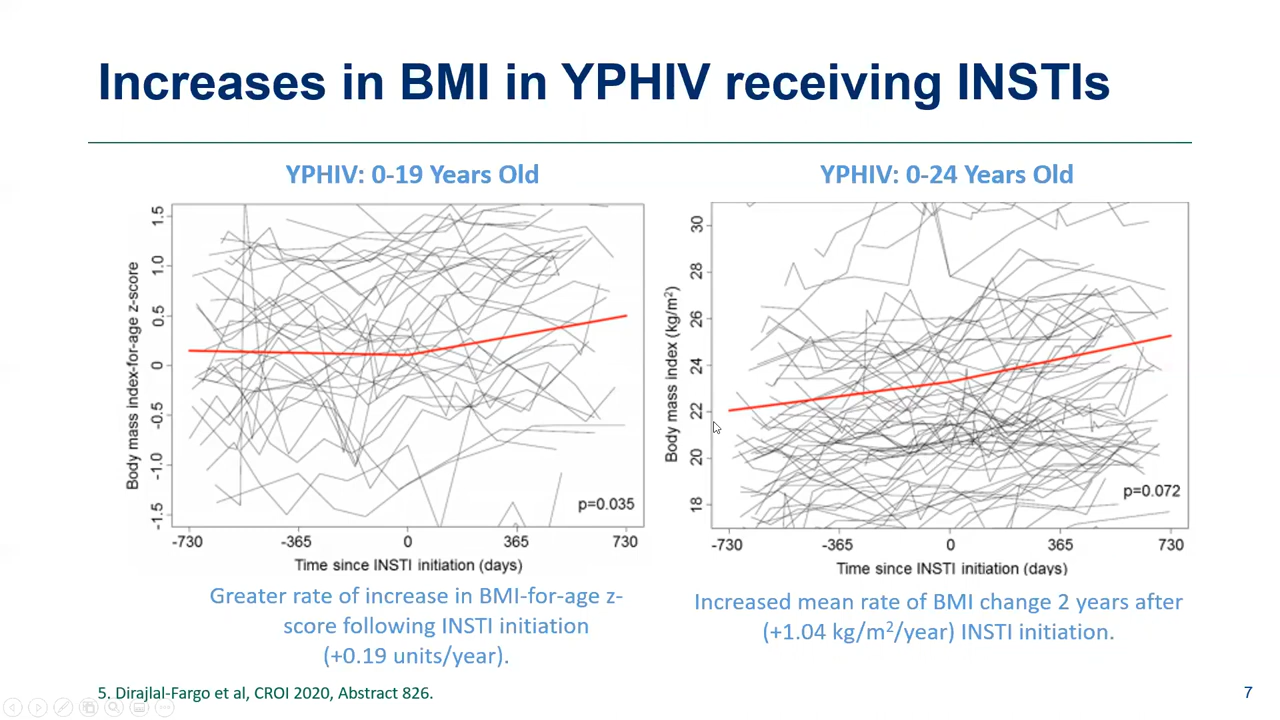 Increases in BMI in YPHIV receiving INSTIs
YPHIV: 0-19 Years Old
1.5
1.0
0.5
0
-0.5
-1.0
-1.5
Body mass index-for-age z-score
p=0.035
-730
-365
0
365
730
Time since INSTI initiation (days)
Greater rate of increase in BMI-for-age z-
score following INSTI initiation
(+0.19 units/year).
YPHIV: 0-24 Years Old
30
28
26
24
22
20
18
Body mass index (kg/m²)
p=0.072
-730
-365
0
365
730
Time since INSTI initiation (days)
Increased mean rate of BMI change 2 years after
(+1.04 kg/m²/year) INSTI initiation.
5. Dirajlal-Fargo et al, CROI 2020, Abstract 826.
7